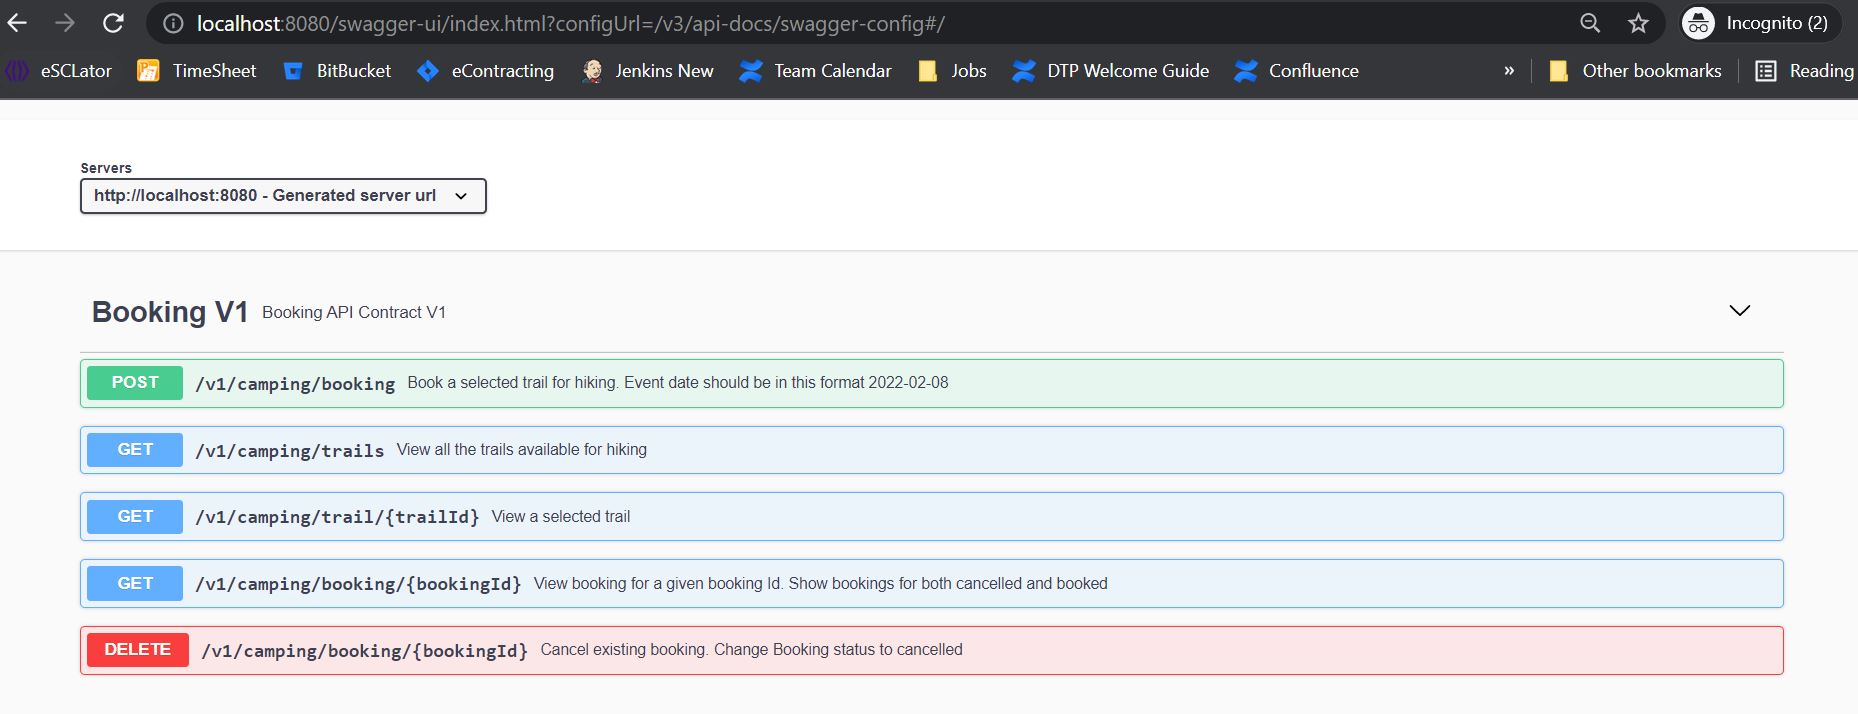 localhost:8080/swagger-ui/index.html?configUrl=/v3/api-docs/swagger-config#/ Incognito (2)
eSCLator TimeSheet BitBucket eContracting Jenkins New Team Calendar Jobs DTP Welcome Guide Confluence » Other bookmarks Reading
Servers
http://localhost:8080 - Generated server url
Booking V1 Booking API Contract V1
POST /v1/camping/booking Book a selected trail for hiking. Event date should be in this format 2022-02-08
GET /v1/camping/trails View all the trails available for hiking
GET /v1/camping/trail/{trailId} View a selected trail
GET /v1/camping/booking/{bookingId} View booking for a given booking Id. Show bookings for both cancelled and booked
DELETE /v1/camping/booking/{bookingId} Cancel existing booking. Change Booking status to cancelled